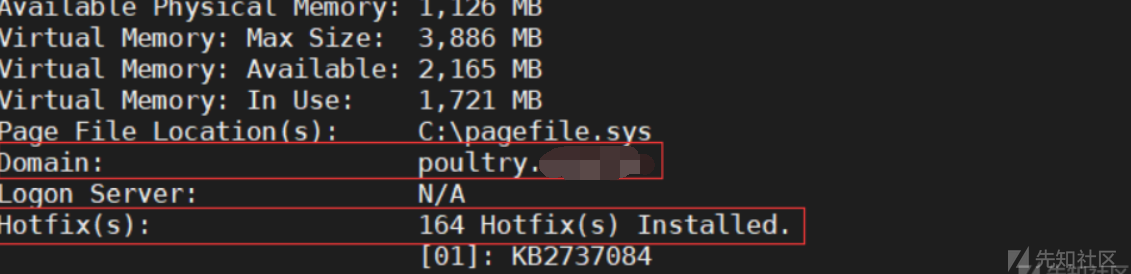 Available Physical Memory: 1,126 MB
Virtual Memory: Max Size: 3,886 MB
Virtual Memory: Available: 2,165 MB
Virtual Memory: In Use: 1,721 MB
Page File Location(s): C:\pagefile.sys
Domain: poultry.
Logon Server: N/A
Hotfix(s): 164 Hotfix(s) Installed.
[01]: KB2737084
先知社区